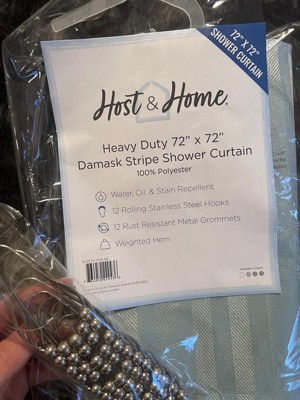 72" x 72"
SHOWER CURTAIN
Host & Home®
Heavy Duty 72" x 72"
Damask Stripe Shower Curtain
100% Polyester
Water, Oil, & Stain Repellent
12 Rolling Stainless Steel Hooks
12 Rust Resistant Metal Grommets
Weighted Hem